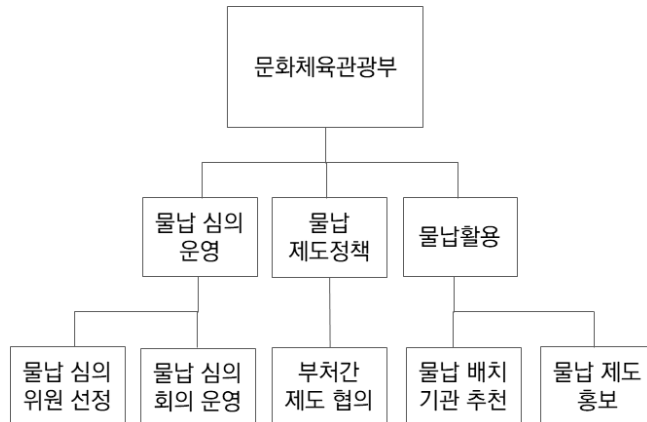 문화체육관광부
물납 심의
운영
물납
제도정책
물납활용
물납 심의
위원 선정
물납 심의
회의 운영
부처간
제도 협의
물납 배치
기관 추천
물납 제도
홍보